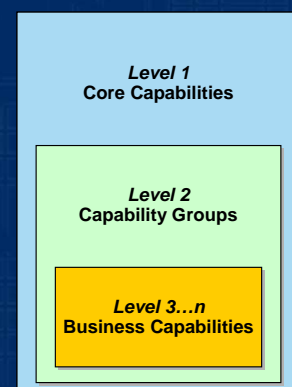 Level 1
Core Capabilities
Level 2
Capability Groups
Level 3...n
Business Capabilities